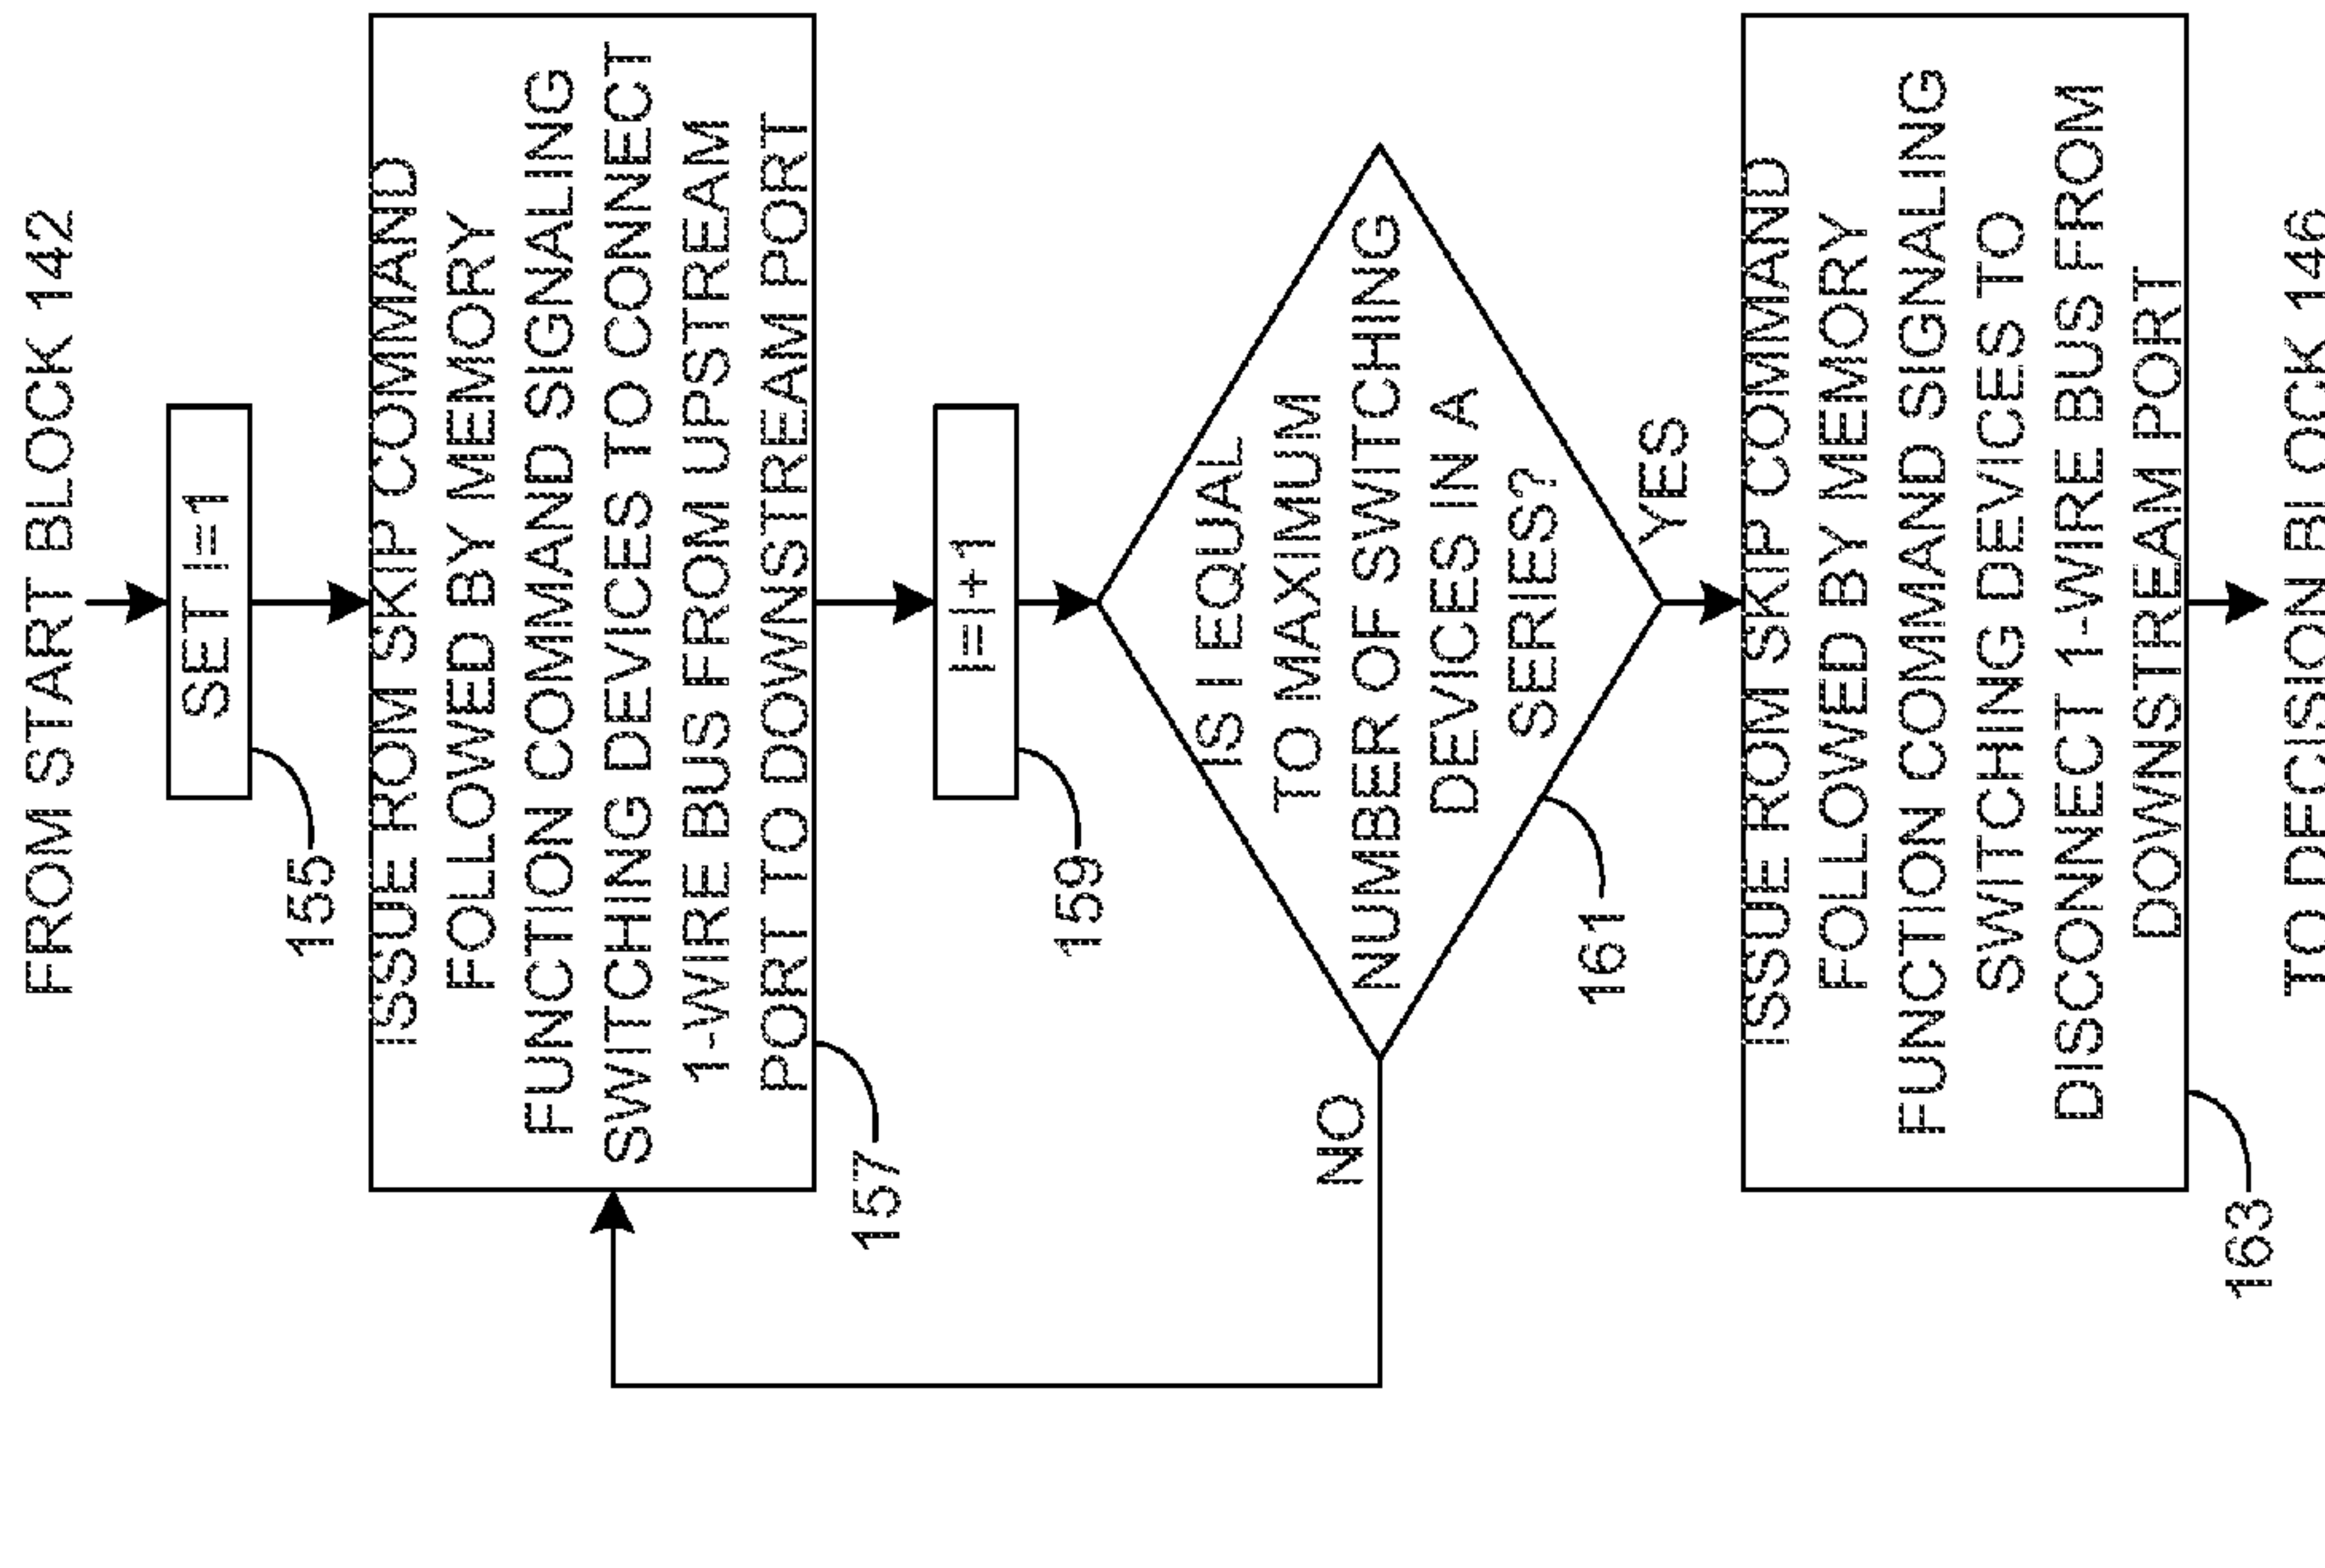 FROM START BLOCK 142
SET I=1
155
ISSUE ROM SKIP COMMAND
FOLLOWED BY MEMORY
FUNCTION COMMAND SIGNALING
SWITCHING DEVICES TO CONNECT
1-WIRE BUS FROM UPSTREAM
PORT TO DOWNSTREAM PORT
157
I=I+1
159
IS I EQUAL
TO MAXIMUM
NUMBER OF SWITCHING
DEVICES IN A
SERIES?
NO
161
YES
ISSUE ROM SKIP COMMAND
FOLLOWED BY MEMORY
FUNCTION COMMAND SIGNALING
SWITCHING DEVICES TO
DISCONNECT 1-WIRE BUS FROM
DOWNSTREAM PORT
163
TO DECISION BLOCK 146